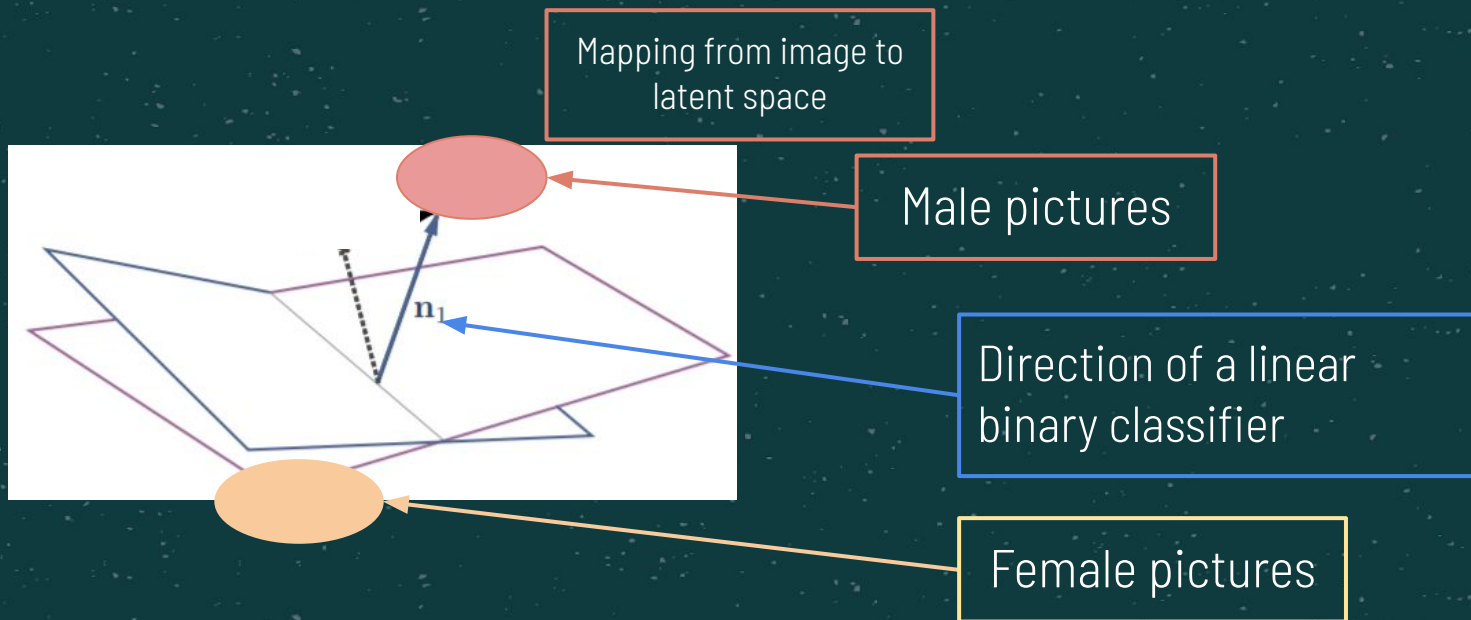 Mapping from image to
latent space
Male pictures
n₁
Direction of a linear
binary classifier
Female pictures